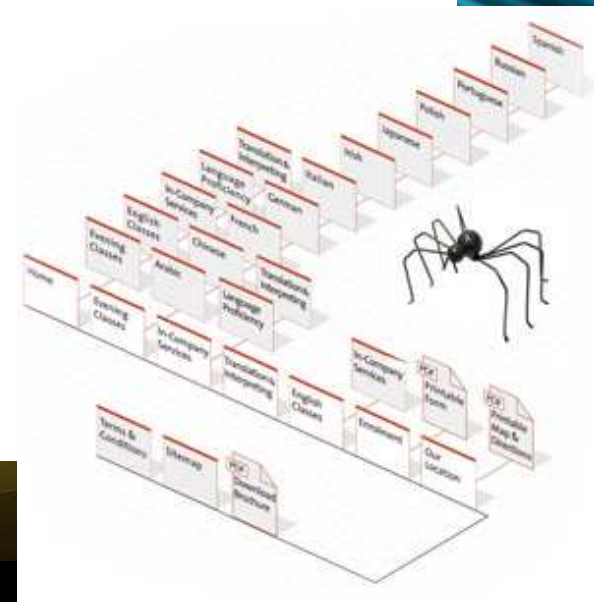 Spanish
Russian
Portuguese
Polish
Japanese
Irish
Italian
German
French
Chinese
Arabic
Translation &
Interpreting
Language
Proficiency
In-Company
Services
English
Classes
Evening
Classes
Translation &
Interpreting
Language
Proficiency
Home
Evening
Classes
In-Company
Services
Translation &
Interpreting
English
Classes
Enrolment
Our
Location
In-Company
Services
PDF
Printable
Form
PDF
Printable
Map &
Directions
Terms &
Conditions
Sitemap
PDF
Download
Brochure